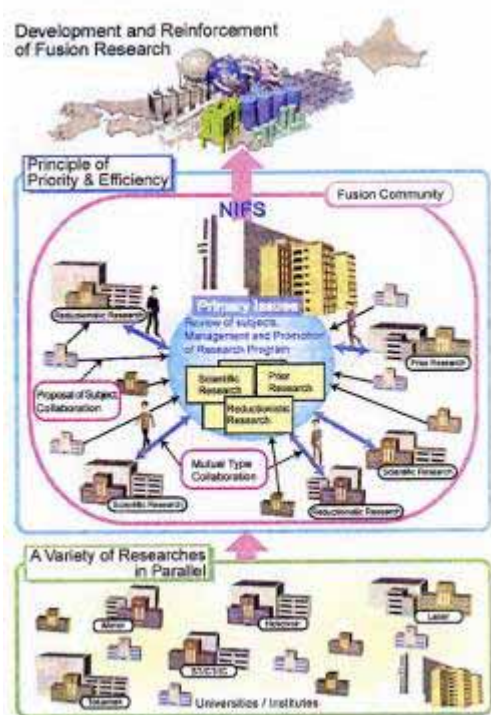 Development and Reinforcement
of Fusion Research
Principle of
Priority & Efficiency
Fusion Community
NIFS
Primary Issues
Review of subjects,
Management and Promotion
of Research Program
Reductionistic Research
Prior Research
Scientific
Research
Prior
Research
Reductionistic
Research
Proposal of Subject
Collaboration
Mutual Type
Collaboration
Scientific Research
Scientific Research
Reductionistic Research
A Variety of Researches
in Parallel
Mirror
Helical
Laser
Tokamak
Universities / Institutes